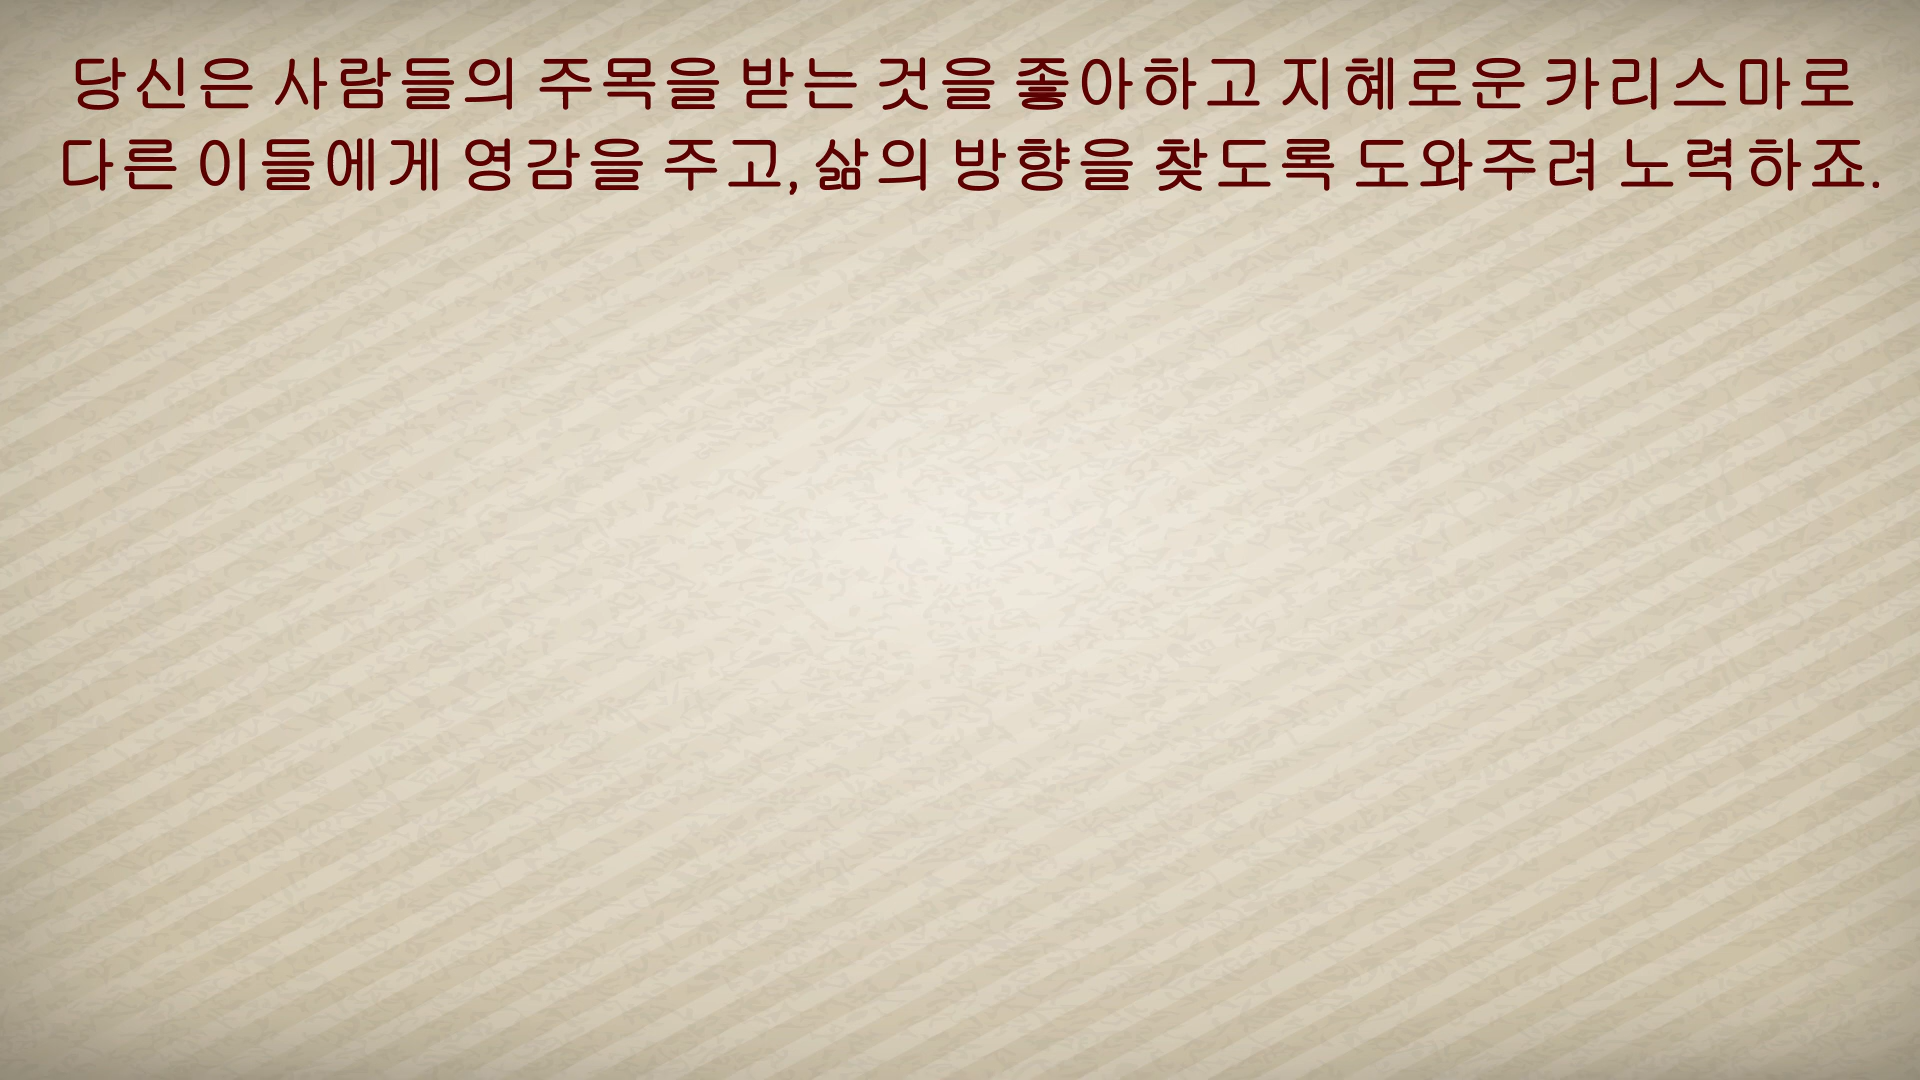 당신은 사람들의 주목을 받는 것을 좋아하고 지혜로운 카리스마로
다른 이들에게 영감을 주고, 삶의 방향을 찾도록 도와주려 노력하죠.